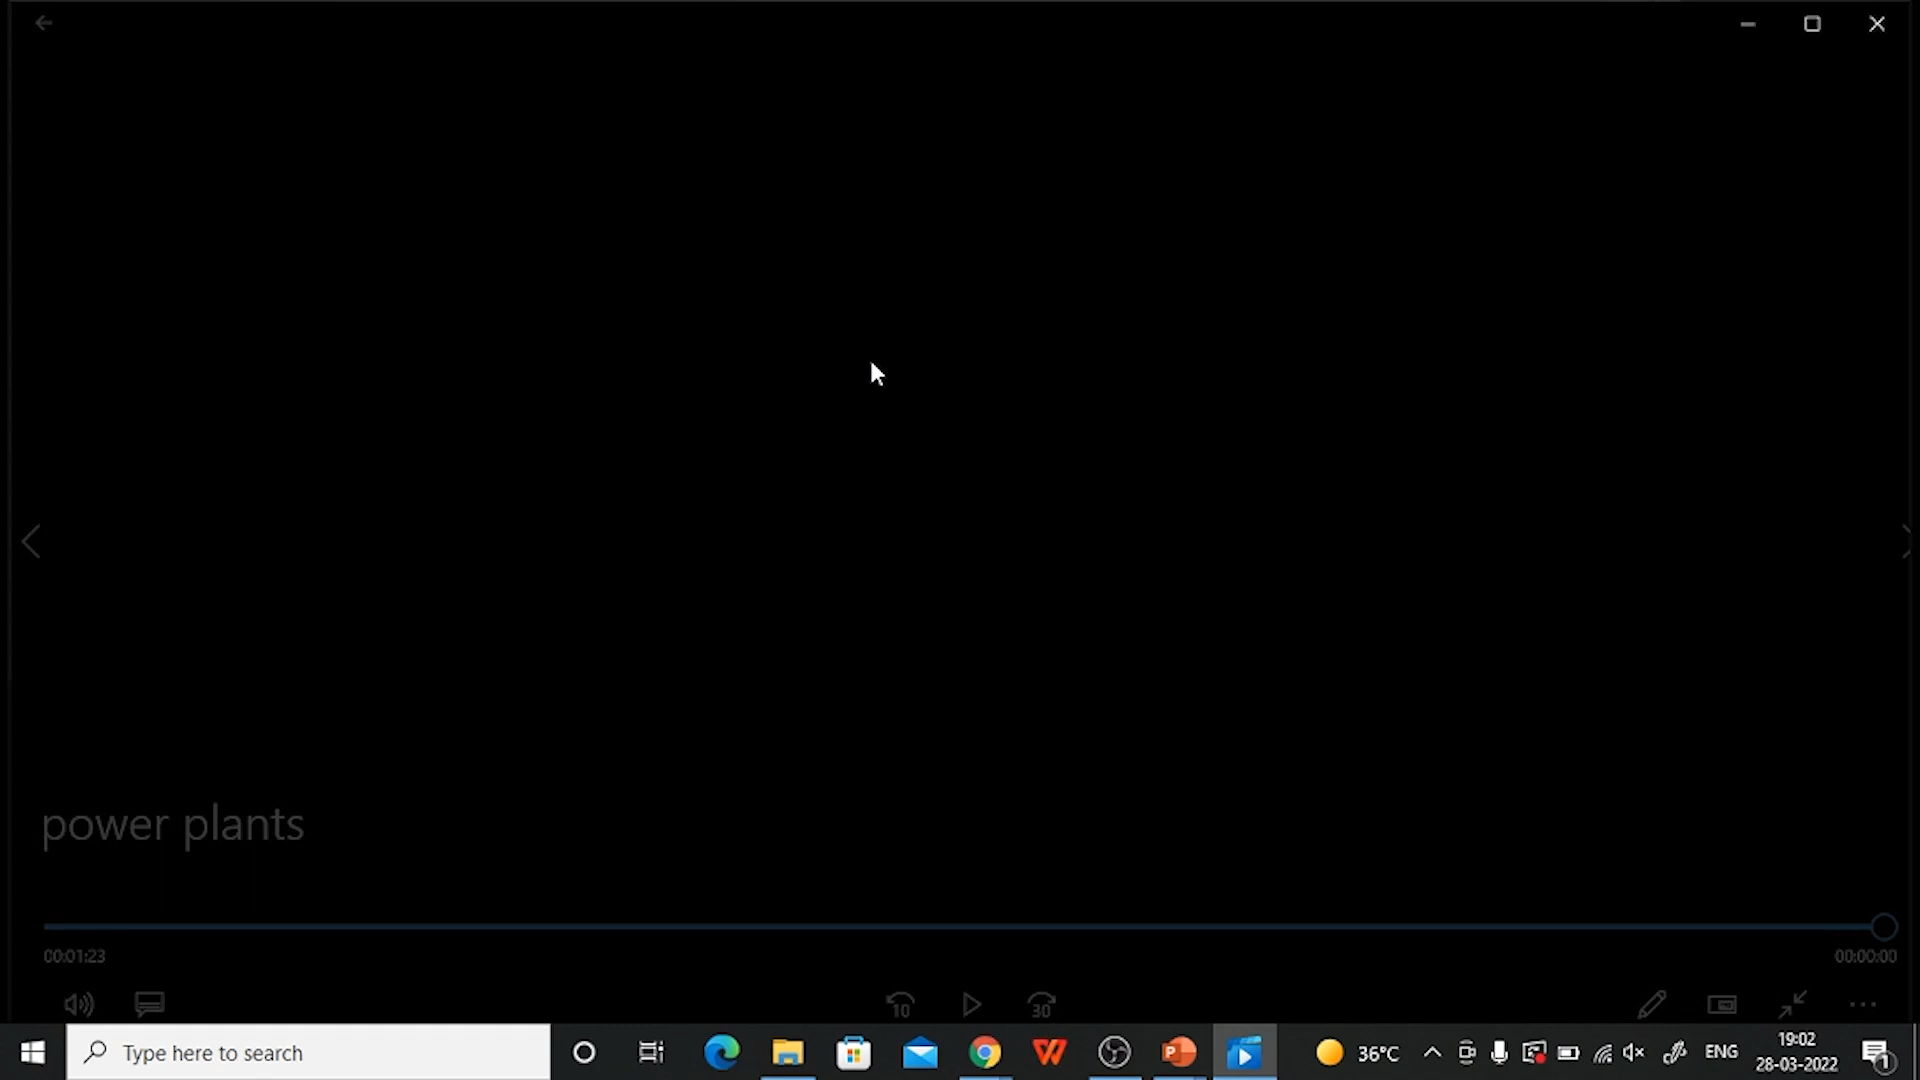 power plants
00:01:23
00:00:00
10
30
Type here to search
W
P
36°C
ENG
19:02
28-03-2022
1